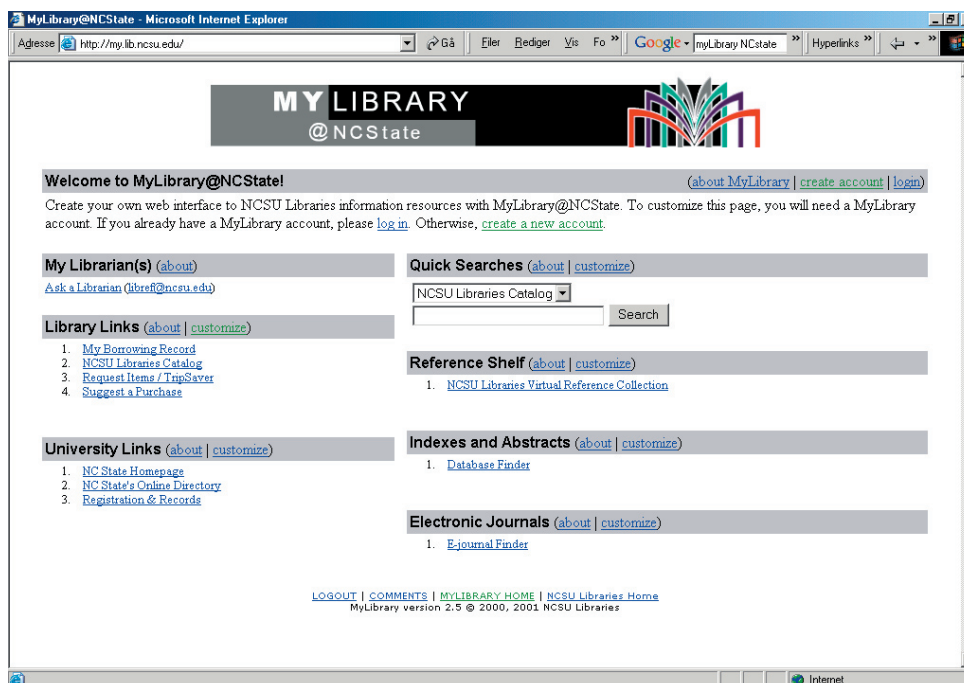 MyLibrary@NCState - Microsoft Internet Explorer
Adresse http://my.lib.ncsu.edu/ Gå Filer Rediger Vis Fo » Google myLibrary NCstate » Hyperlinks » »
MYLIBRARY
@NCState
Welcome to MyLibrary@NCState! (about MyLibrary | create account | login)
Create your own web interface to NCSU Libraries information resources with MyLibrary@NCState. To customize this page, you will need a MyLibrary
account. If you already have a MyLibrary account, please log in. Otherwise, create a new account.
My Librarian(s) (about)
Ask a Librarian (libref@ncsu.edu)
Library Links (about | customize)
1. My Borrowing Record
2. NCSU Libraries Catalog
3. Request Items / TripSaver
4. Suggest a Purchase
University Links (about | customize)
1. NC State Homepage
2. NC State's Online Directory
3. Registration & Records
Quick Searches (about | customize)
NCSU Libraries Catalog
Search
Reference Shelf (about | customize)
1. NCSU Libraries Virtual Reference Collection
Indexes and Abstracts (about | customize)
1. Database Finder
Electronic Journals (about | customize)
1. E-journal Finder
LOGOUT | COMMENTS | MYLIBRARY HOME | NCSU Libraries Home
MyLibrary version 2.5 © 2000, 2001 NCSU Libraries
Internet